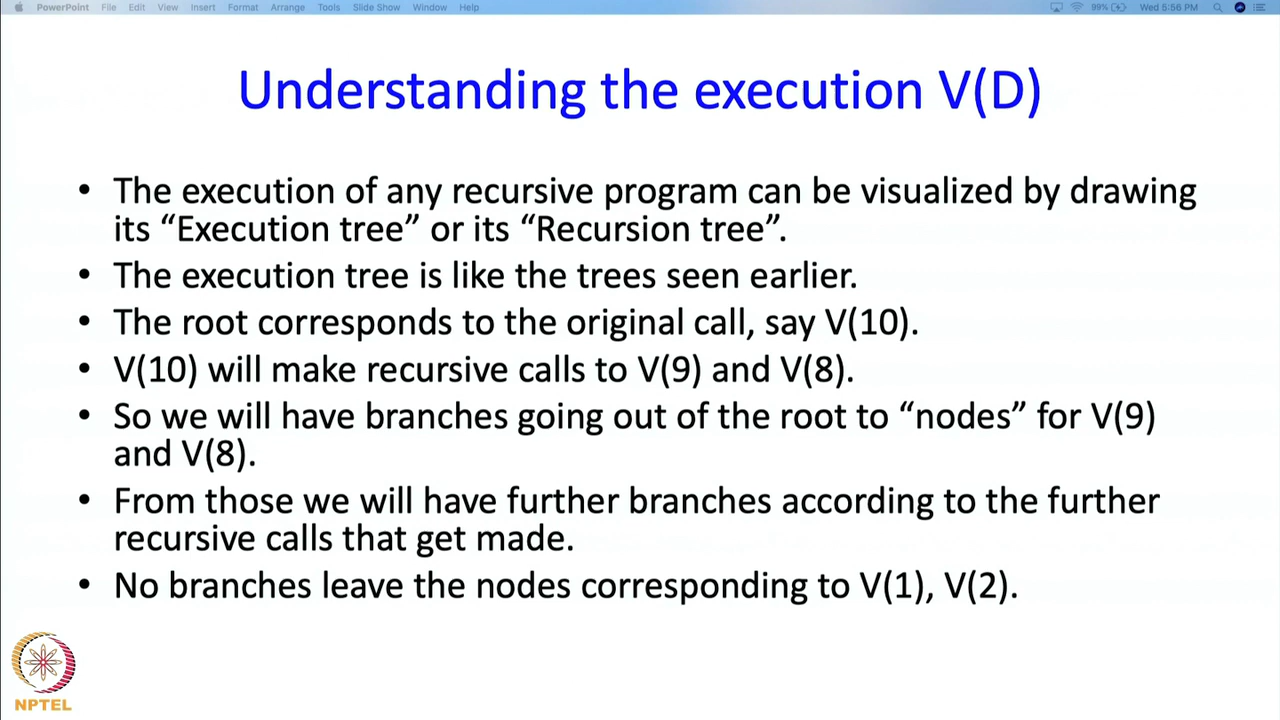 PowerPoint File Edit View Insert Format Arrange Tools Slide Show Window Help 99% Wed 5:56 PM
Understanding the execution V(D)
• The execution of any recursive program can be visualized by drawing
its “Execution tree” or its “Recursion tree”.
• The execution tree is like the trees seen earlier.
• The root corresponds to the original call, say V(10).
• V(10) will make recursive calls to V(9) and V(8).
• So we will have branches going out of the root to “nodes” for V(9)
and V(8).
• From those we will have further branches according to the further
recursive calls that get made.
• No branches leave the nodes corresponding to V(1), V(2).
NPTEL